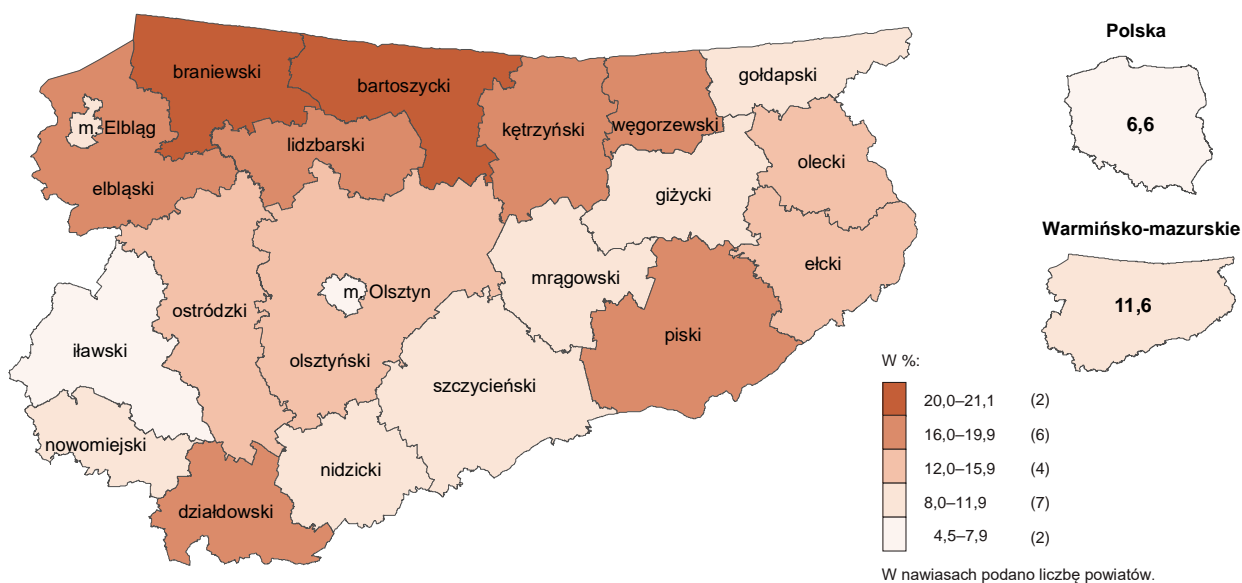 Polska
6,6
Warmińsko-mazurskie
11,6
braniewski
bartoszycki
gołdapski
m. Elbląg
kętrzyński
węgorzewski
lidzbarski
olecki
elbląski
giżycki
ełcki
mrągowski
m. Olsztyn
ostródzki
iławski
olsztyński
piski
szczycieński
nowomiejski
nidzicki
działdowski
W %:
20,0–21,1 (2)
16,0–19,9 (6)
12,0–15,9 (4)
8,0–11,9 (7)
4,5–7,9 (2)
W nawiasach podano liczbę powiatów.